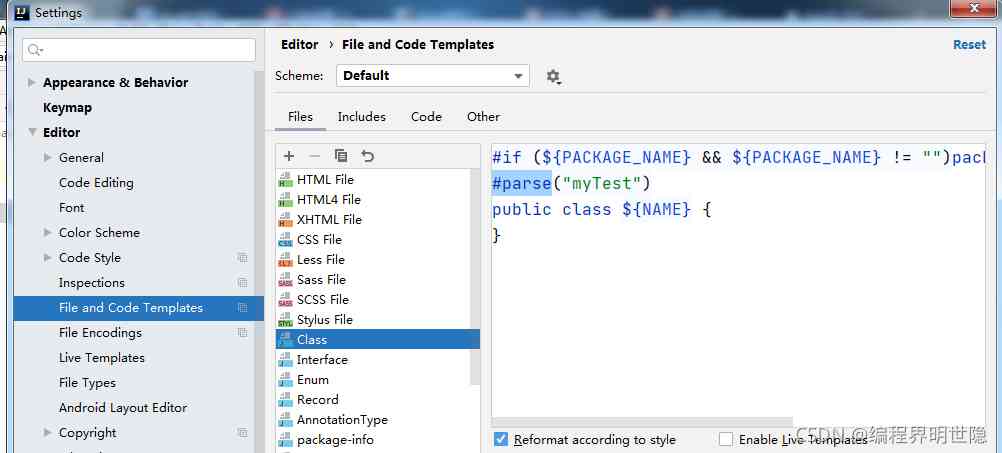 Settings
Editor › File and Code Templates
Reset
Scheme: Default
Files Includes Code Other
Appearance & Behavior
Keymap
Editor
General
Code Editing
Font
Color Scheme
Code Style
Inspections
File and Code Templates
File Encodings
Live Templates
File Types
Android Layout Editor
Copyright
HTML File
HTML4 File
XHTML File
CSS File
Less File
Sass File
SCSS File
Stylus File
Class
Interface
Enum
Record
AnnotationType
package-info
#if (${PACKAGE_NAME} && ${PACKAGE_NAME} != "")pack
#parse("myTest")
public class ${NAME} {
}
Reformat according to style
Enable Live Templates
CSDN @编程界明世隐